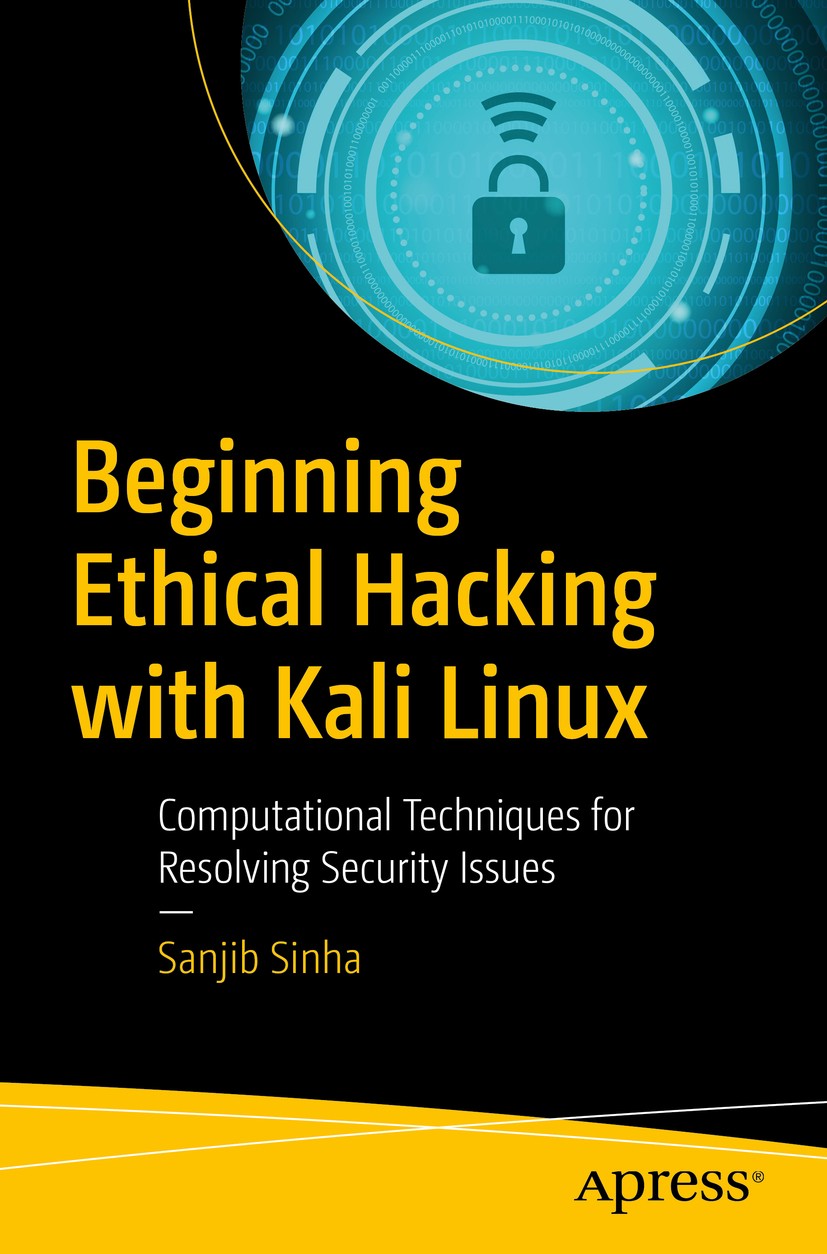 Beginning
Ethical Hacking
with Kali Linux
Computational Techniques for
Resolving Security Issues
—
Sanjib Sinha
Apress®